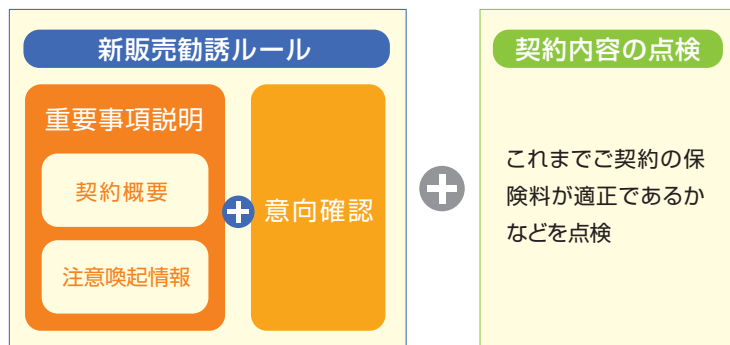 新販売勧誘ルール
重要事項説明
契約概要
注意喚起情報
意向確認
契約内容の点検
これまでご契約の保
険料が適正であるか
などを点検